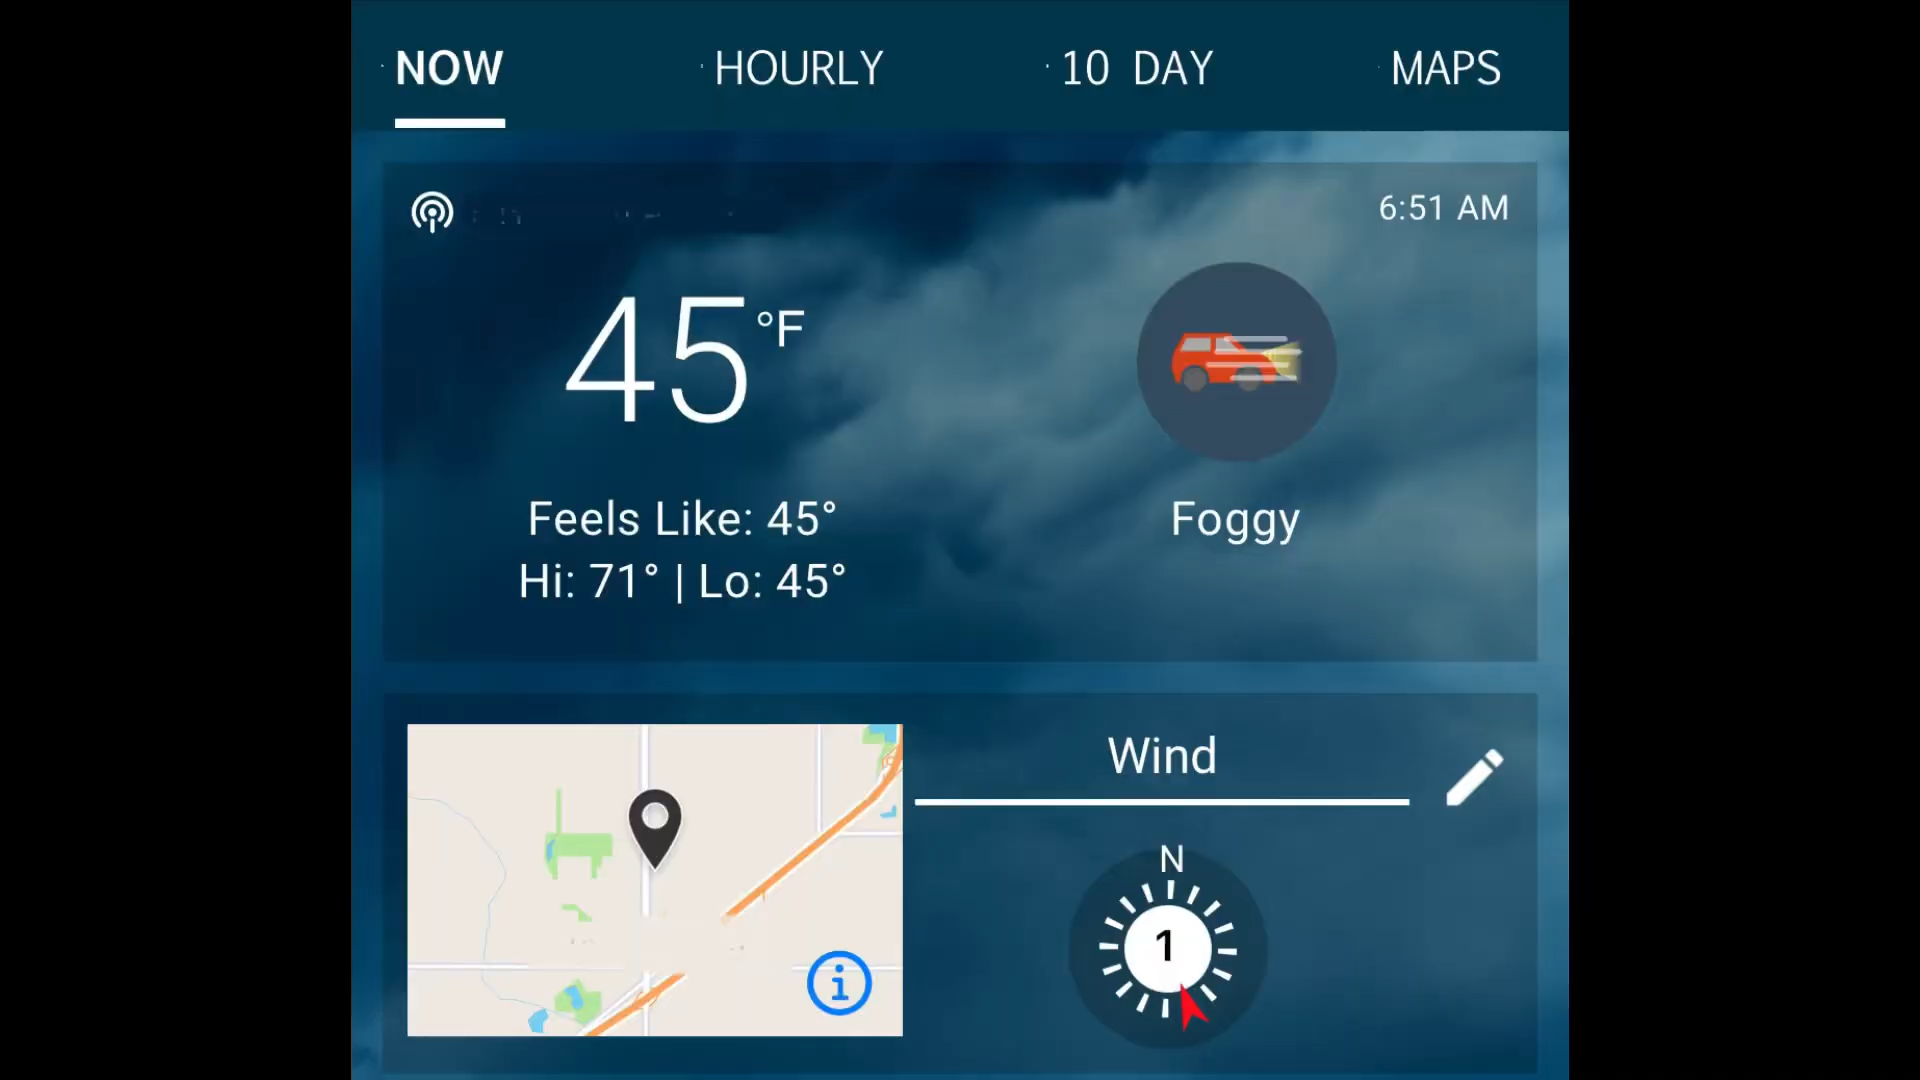 NOW
HOURLY
10 DAY
MAPS
6:51 AM
45°F
Feels Like: 45°
Hi: 71° | Lo: 45°
Foggy
Wind
N
1
i